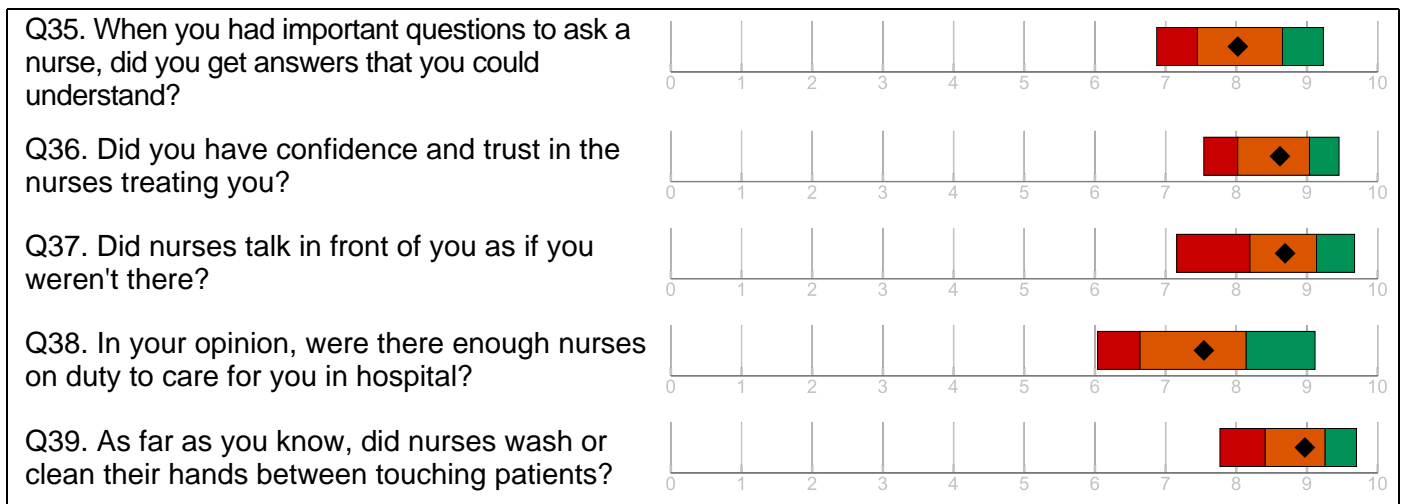 Q35. When you had important questions to ask a
nurse, did you get answers that you could
understand?
0 1 2 3 4 5 6 7 8 9 10
Q36. Did you have confidence and trust in the
nurses treating you?
0 1 2 3 4 5 6 7 8 9 10
Q37. Did nurses talk in front of you as if you
weren't there?
0 1 2 3 4 5 6 7 8 9 10
Q38. In your opinion, were there enough nurses
on duty to care for you in hospital?
0 1 2 3 4 5 6 7 8 9 10
Q39. As far as you know, did nurses wash or
clean their hands between touching patients?
0 1 2 3 4 5 6 7 8 9 10